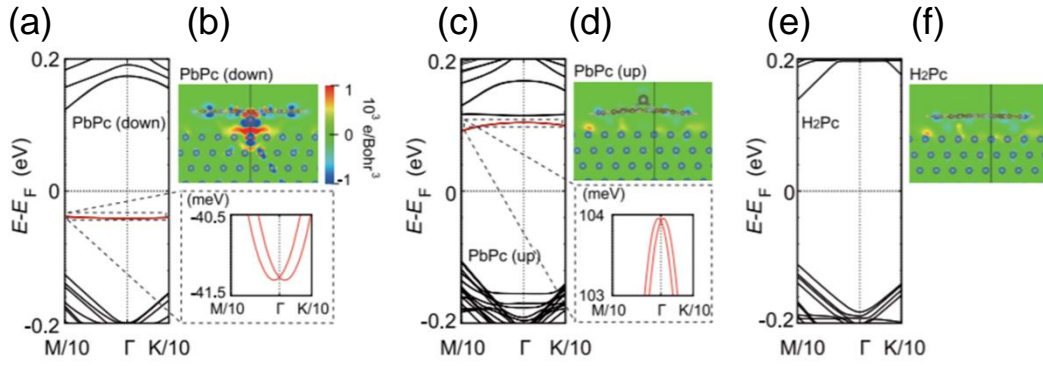 (a)
(b)
(c)
(d)
(e)
(f)
0.2
0
-0.2
E-E_F (eV)
PbPc (down)
M/10 Γ K/10
PbPc (down)
1
0
-1
10³ e/Bohr³
(meV)
-40.5
-41.5
M/10 Γ K/10
0.2
0
-0.2
E-E_F (eV)
PbPc (up)
M/10 Γ K/10
PbPc (up)
(meV)
104
103
M/10 Γ K/10
0.2
0
-0.2
E-E_F (eV)
H₂Pc
M/10 Γ K/10
H₂Pc